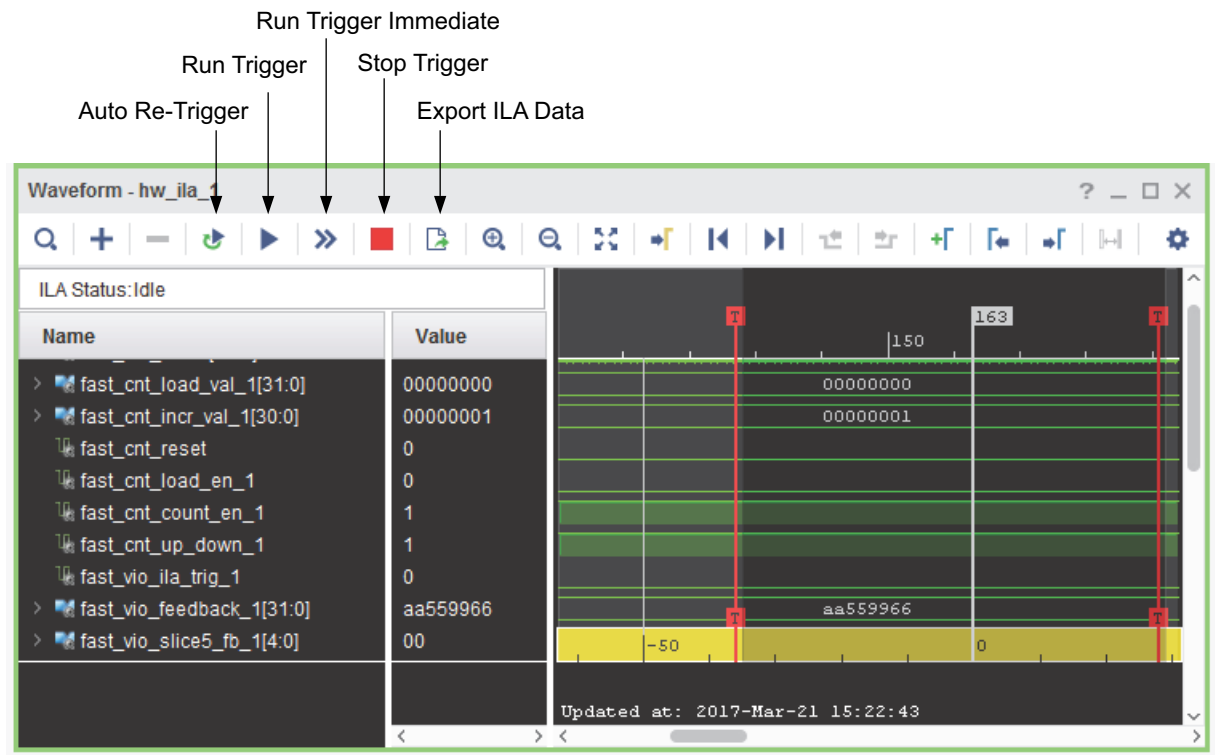 Run Trigger Immediate
Run Trigger
Stop Trigger
Auto Re-Trigger
Export ILA Data
Waveform - hw_ila_1
ILA Status:Idle
Name
Value
T
163
T
150
fast_cnt_load_val_1[31:0]
00000000
00000000
fast_cnt_incr_val_1[30:0]
00000001
00000001
fast_cnt_reset
0
fast_cnt_load_en_1
0
fast_cnt_count_en_1
1
fast_cnt_up_down_1
1
fast_vio_ila_trig_1
0
fast_vio_feedback_1[31:0]
aa559966
aa559966
T
T
fast_vio_slice5_fb_1[4:0]
00
-50
0
Updated at: 2017-Mar-21 15:22:43